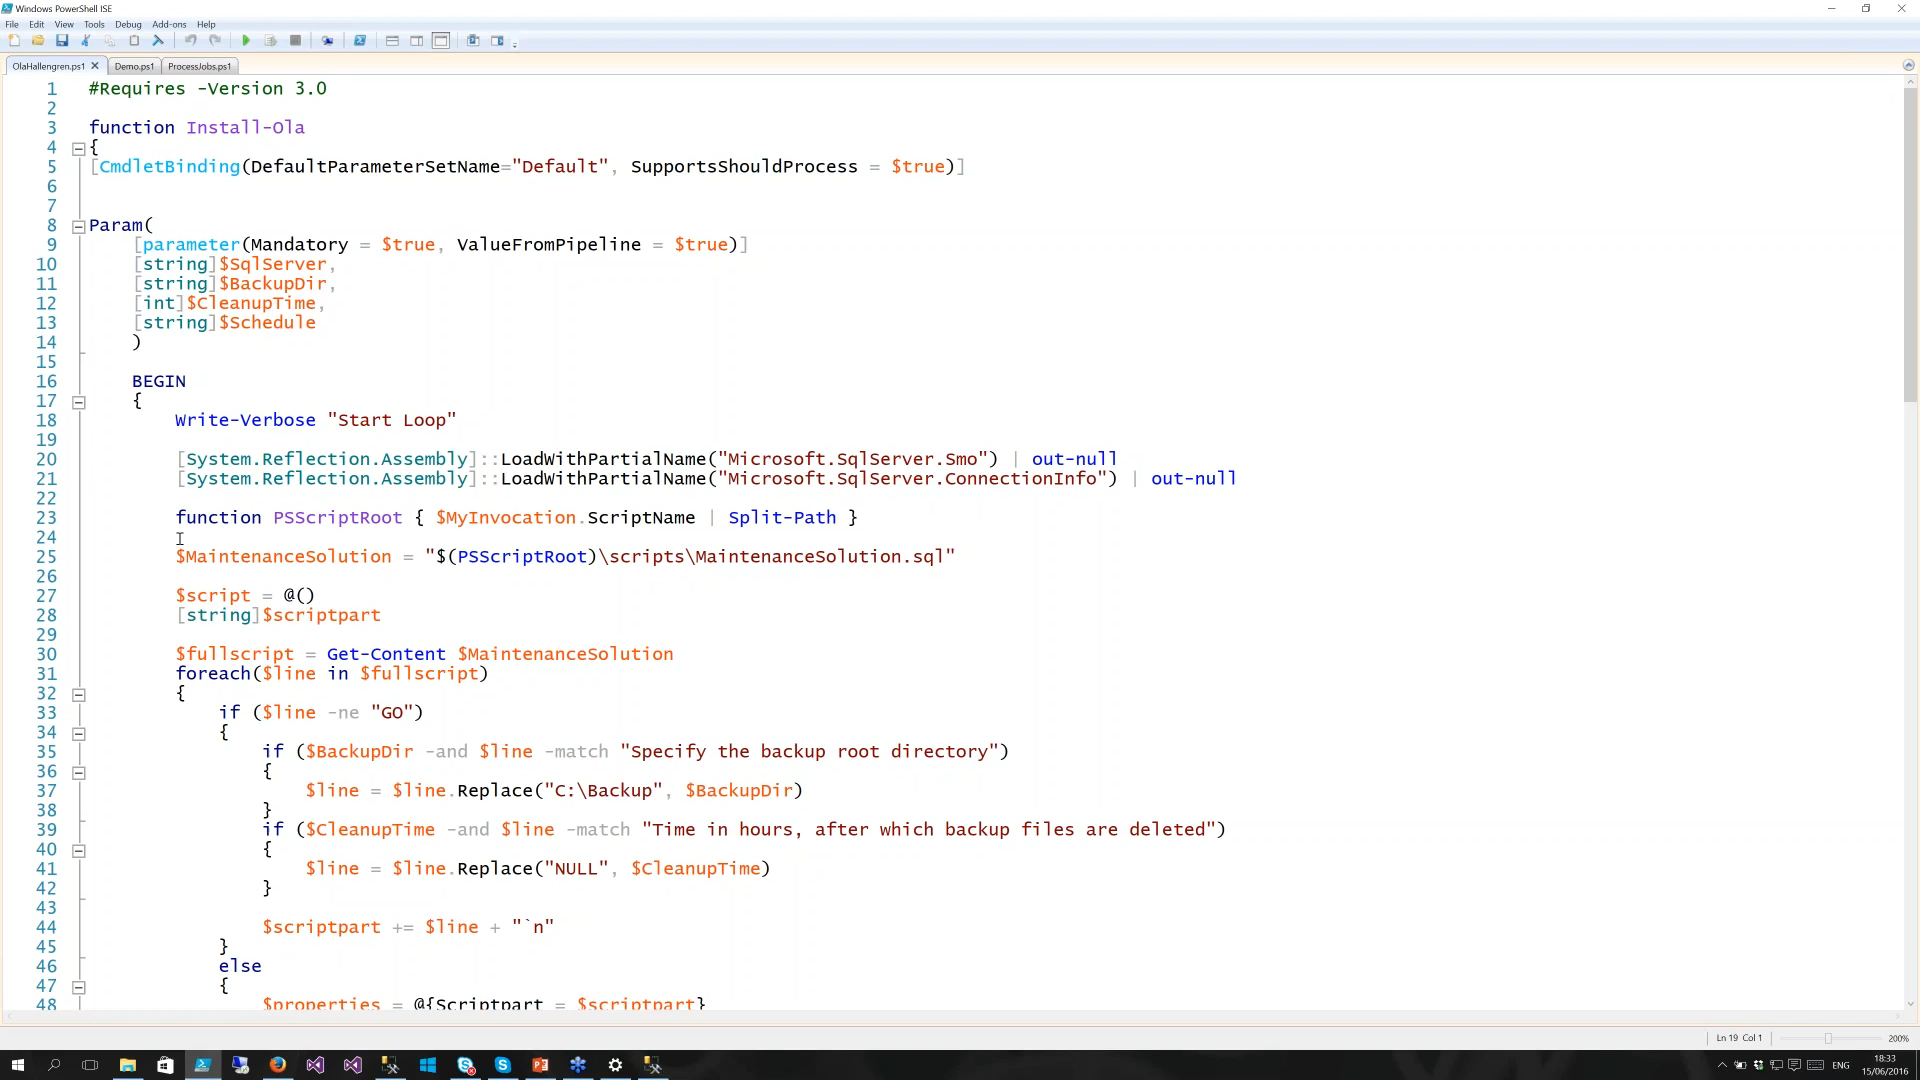 Windows PowerShell ISE
File Edit View Tools Debug Add-ons Help
OlaHallengren.ps1 Demo.ps1 ProcessJobs.ps1
1 #Requires -Version 3.0
2
3 function Install-Ola
4 {
5 [CmdletBinding(DefaultParameterSetName="Default", SupportsShouldProcess = $true)]
6
7
8 Param(
9 [parameter(Mandatory = $true, ValueFromPipeline = $true)]
10 [string]$SqlServer,
11 [string]$BackupDir,
12 [int]$CleanupTime,
13 [string]$Schedule
14 )
15
16 BEGIN
17 {
18 Write-Verbose "Start Loop"
19
20 [System.Reflection.Assembly]::LoadWithPartialName("Microsoft.SqlServer.Smo") | out-null
21 [System.Reflection.Assembly]::LoadWithPartialName("Microsoft.SqlServer.ConnectionInfo") | out-null
22
23 function PSScriptRoot { $MyInvocation.ScriptName | Split-Path }
24
25 $MaintenanceSolution = "$(PSScriptRoot)\scripts\MaintenanceSolution.sql"
26
27 $script = @()
28 [string]$scriptpart
29
30 $fullscript = Get-Content $MaintenanceSolution
31 foreach($line in $fullscript)
32 {
33 if ($line -ne "GO")
34 {
35 if ($BackupDir -and $line -match "Specify the backup root directory")
36 {
37 $line = $line.Replace("C:\Backup", $BackupDir)
38 }
39 if ($CleanupTime -and $line -match "Time in hours, after which backup files are deleted")
40 {
41 $line = $line.Replace("NULL", $CleanupTime)
42 }
43
44 $scriptpart += $line + "`n"
45 }
46 else
47 {
48 $properties = @{Scriptpart = $scriptpart}
Ln 19 Col 1 200%
ENG
18:33
15/06/2016